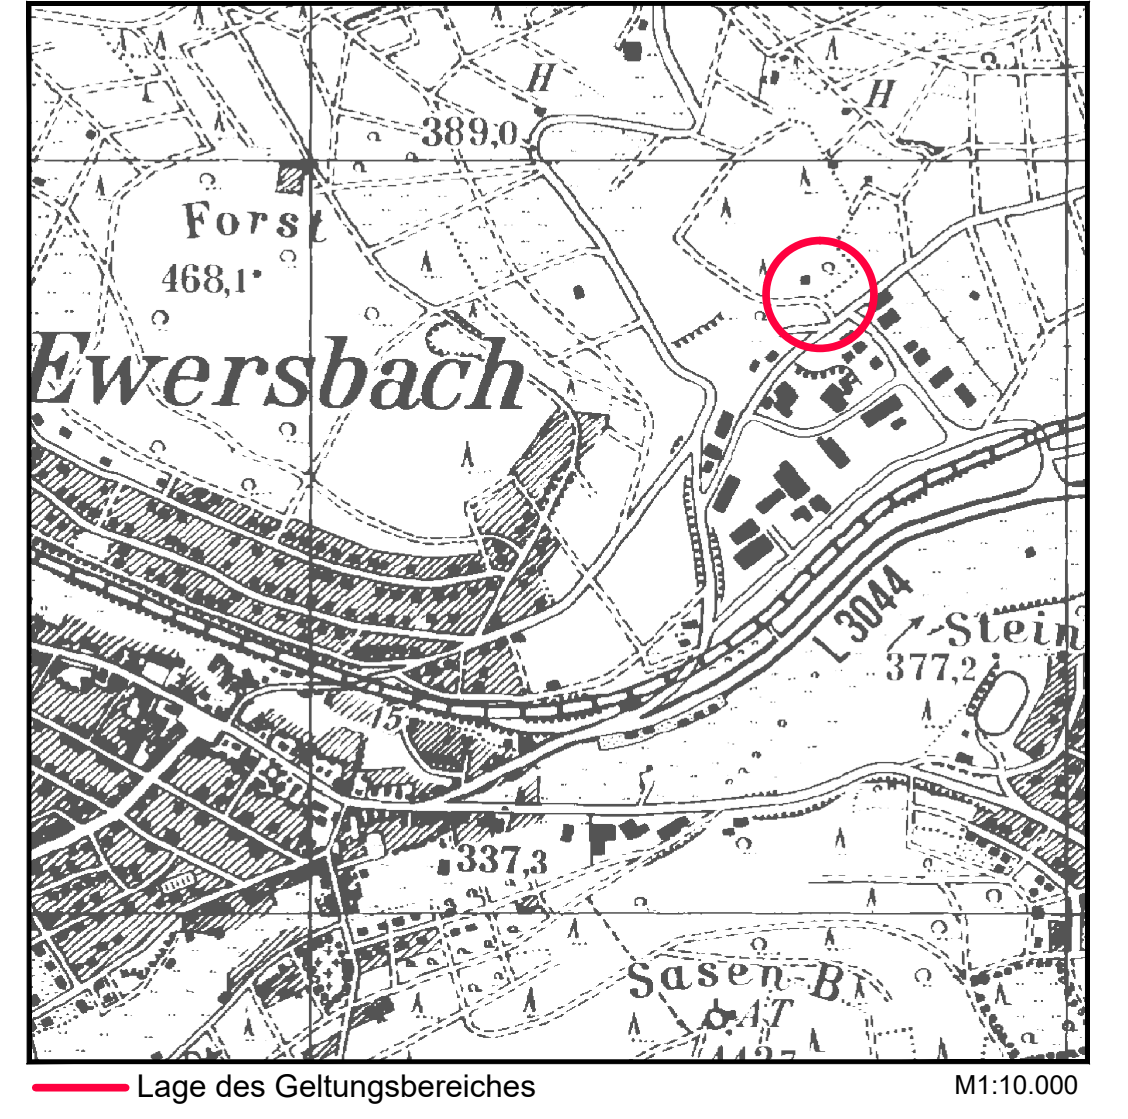 H
H
389,0
Forst
468,1
Ewersbach
L 3044
Stein
377,2
15
337,3
Sasen-B.
AT
Lage des Geltungsbereiches
M1:10.000